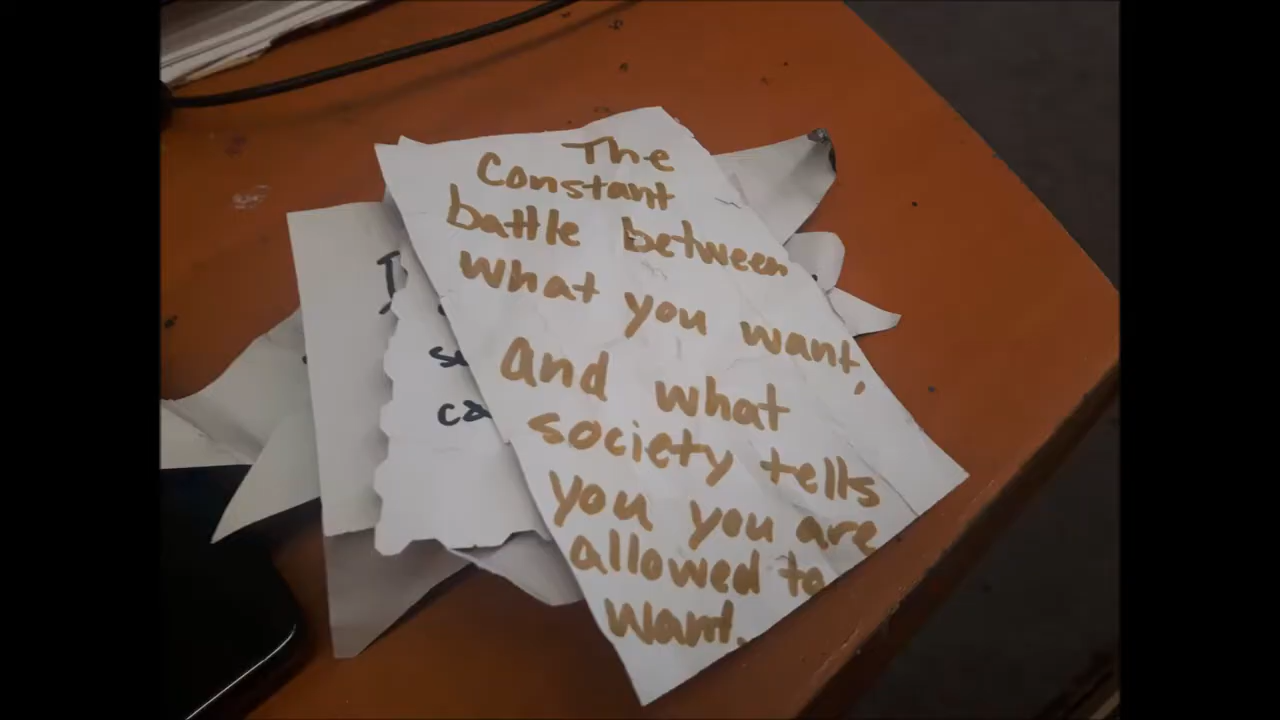 The
Constant
battle between
what you want,
and what
society tells
you you are
allowed to
want.